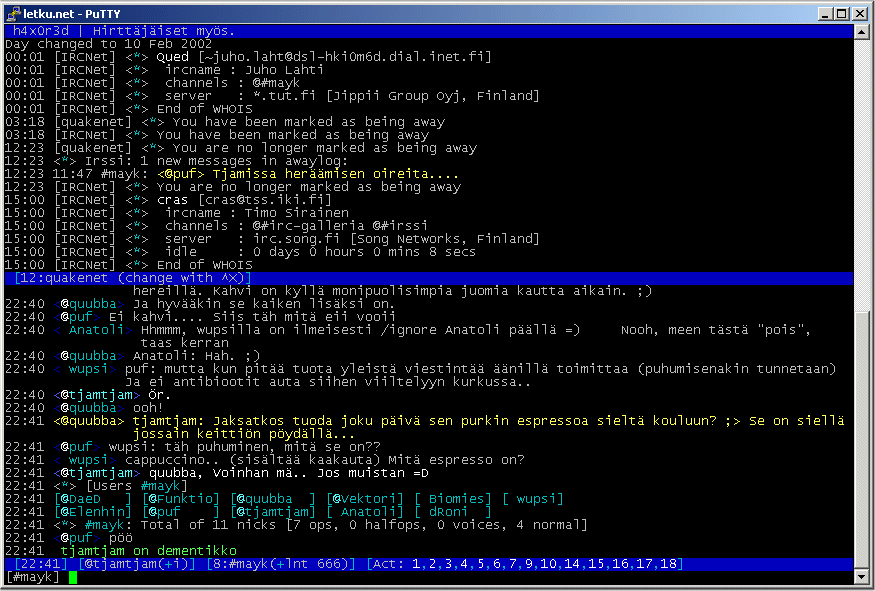 letku.net - PuTTY
h4x0r3d | Hirttäjäiset myös.
Day changed to 10 Feb 2002
00:01 [IRCNet] <"> Qued [~juho.laht@dsl-hki0m6d.dial.inet.fi]
00:01 [IRCNet] <"> ircname : Juho Lahti
00:01 [IRCNet] <"> channels : @#mayk
00:01 [IRCNet] <"> server : *.tut.fi [Jippii Group Oyj, Finland]
00:01 [IRCNet] <"> End of WHOIS
03:18 [quakenet] <"> You have been marked as being away
03:18 [IRCNet] <"> You have been marked as being away
12:23 [quakenet] <"> You are no longer marked as being away
12:23 <"> Irssi: 1 new messages in awaylog:
12:23 11:47 #mayk: <@puf> Tjämissa heräämisen oireita....
12:23 [IRCNet] <"> You are no longer marked as being away
15:00 [IRCNet] <"> cras [cras@tss.iki.fi]
15:00 [IRCNet] <"> ircname : Timo Sirainen
15:00 [IRCNet] <"> channels : @#irc-galleria @#irssi
15:00 [IRCNet] <"> server : irc.song.fi [Song Networks, Finland]
15:00 [IRCNet] <"> idle : 0 days 0 hours 0 mins 8 secs
15:00 [IRCNet] <"> End of WHOIS
[12:quakenet (change with ^X)]
hereillä. Kahvi on kyllä monipuolisimpia juomia kautta aikain. ;)
22:40 <@quubba> Ja hyvääkin se kaiken lisäksi on.
22:40 <@puf> Ei kahvi.... Siis täh mitä eii vooii
22:40 < Anatoli> Hhmmmm, wupsilla on ilmeisesti /ignore Anatoli päällä =) Nooh, meen tästä "pois",
taas kerran
22:40 <@quubba> Anatoli: Hah. ;)
22:40 < wupsi> puf: mutta kun pitää tuota yleistä viestintää äänillä toimittaa (puhumisenakin tunnetaan)
Ja ei antibiootit auta siihen viiltelyyn kurkussa..
22:40 <@tjamtjam> Ör.
22:40 <@quubba> ooh!
22:41 <@quubba> tjamtjam: Jaksatkos tuoda joku päivä sen purkin espressoa sieltä kouluun? ;> Se on siellä
jossain keittiön pöydällä...
22:41 <@puf> wupsi: täh puhuminen, mitä se on??
22:41 < wupsi> cappuccino.. (sisältää kaakauta) Mitä espresso on?
22:41 <@tjamtjam> quubba, Voinhan mä.. Jos muistan =D
22:41 <"> [Users #mayk]
22:41 [@DaeD ] [@Funktio] [@quubba ] [@Vektori] [ Biomies] [ wupsi]
22:41 [@Elenhin] [@puf ] [@tjamtjam] [ Anatoli] [ dRoni ]
22:41 <"> #mayk: Total of 11 nicks [7 ops, 0 halfops, 0 voices, 4 normal]
22:41 <@puf> pöö
22:41 tjamtjam on dementikko
[22:41] [@tjamtjam(+i)] [8:#mayk(+lnt 666)] [Act: 1,2,3,4,5,6,7,9,10,14,15,16,17,18]
[#mayk]